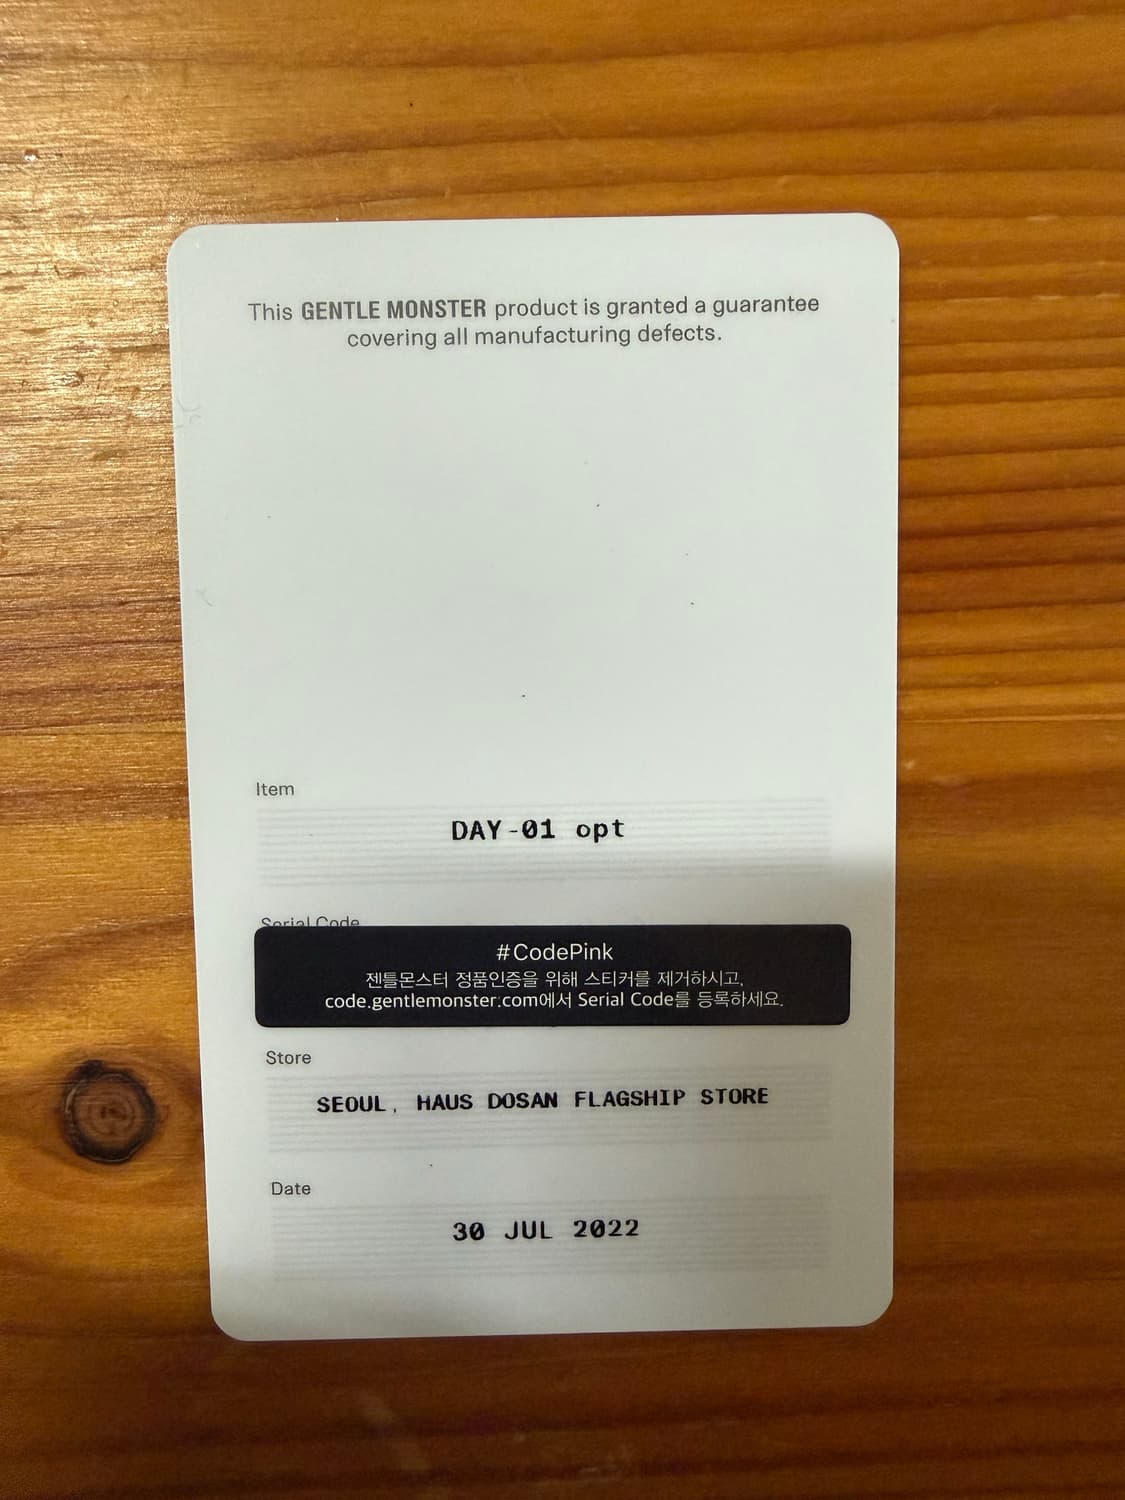 This GENTLE MONSTER product is granted a guarantee
covering all manufacturing defects.
Item
DAY-01 opt
Serial Code
#CodePink
젠틀몬스터 정품인증을 위해 스티커를 제거하시고,
code.gentlemonster.com에서 Serial Code를 등록하세요.
Store
SEOUL, HAUS DOSAN FLAGSHIP STORE
Date
30 JUL 2022